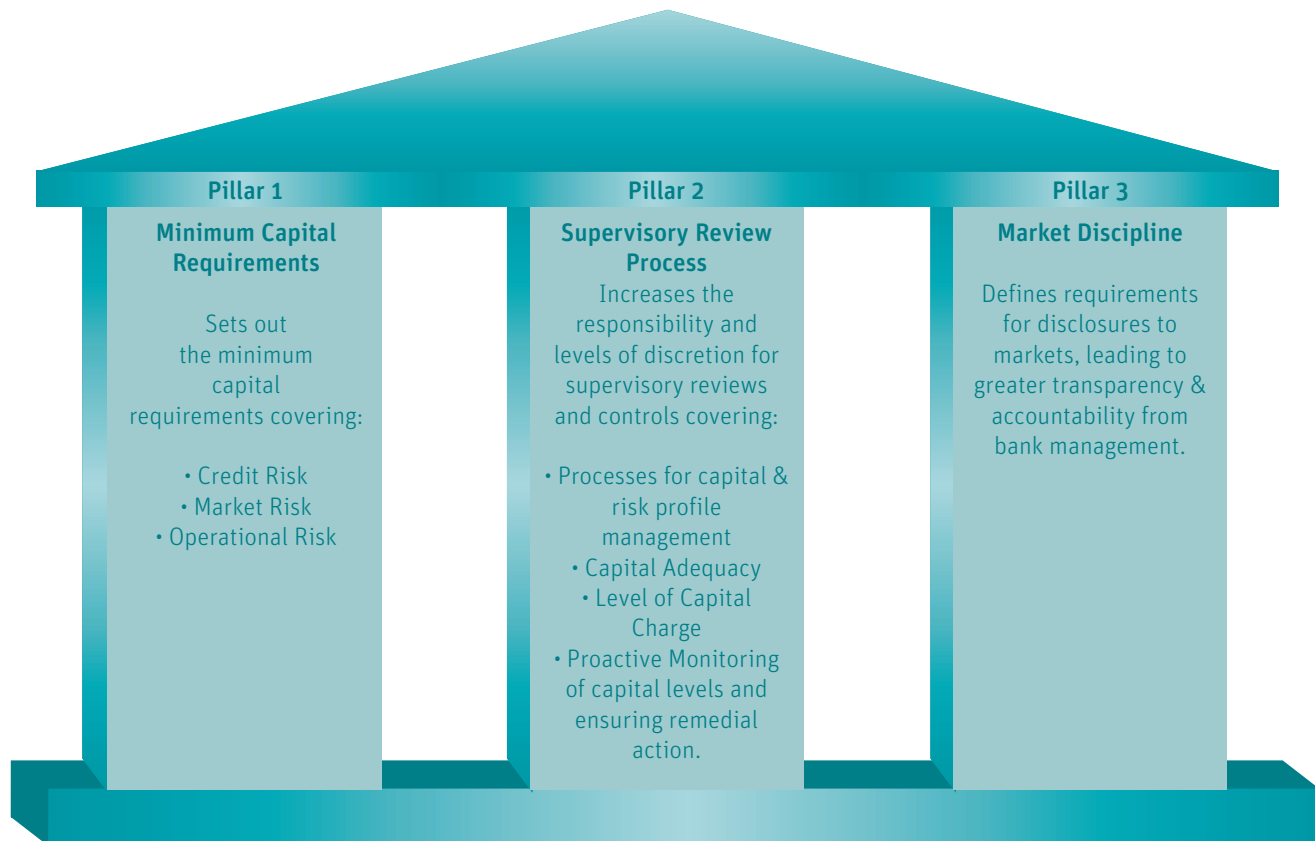 Pillar 1
Minimum Capital
Requirements
Sets out
the minimum
capital
requirements covering:
• Credit Risk
• Market Risk
• Operational Risk
Pillar 2
Supervisory Review
Process
Increases the
responsibility and
levels of discretion for
supervisory reviews
and controls covering:
• Processes for capital &
risk profile
management
• Capital Adequacy
• Level of Capital
Charge
• Proactive Monitoring
of capital levels and
ensuring remedial
action.
Pillar 3
Market Discipline
Defines requirements
for disclosures to
markets, leading to
greater transparency &
accountability from
bank management.